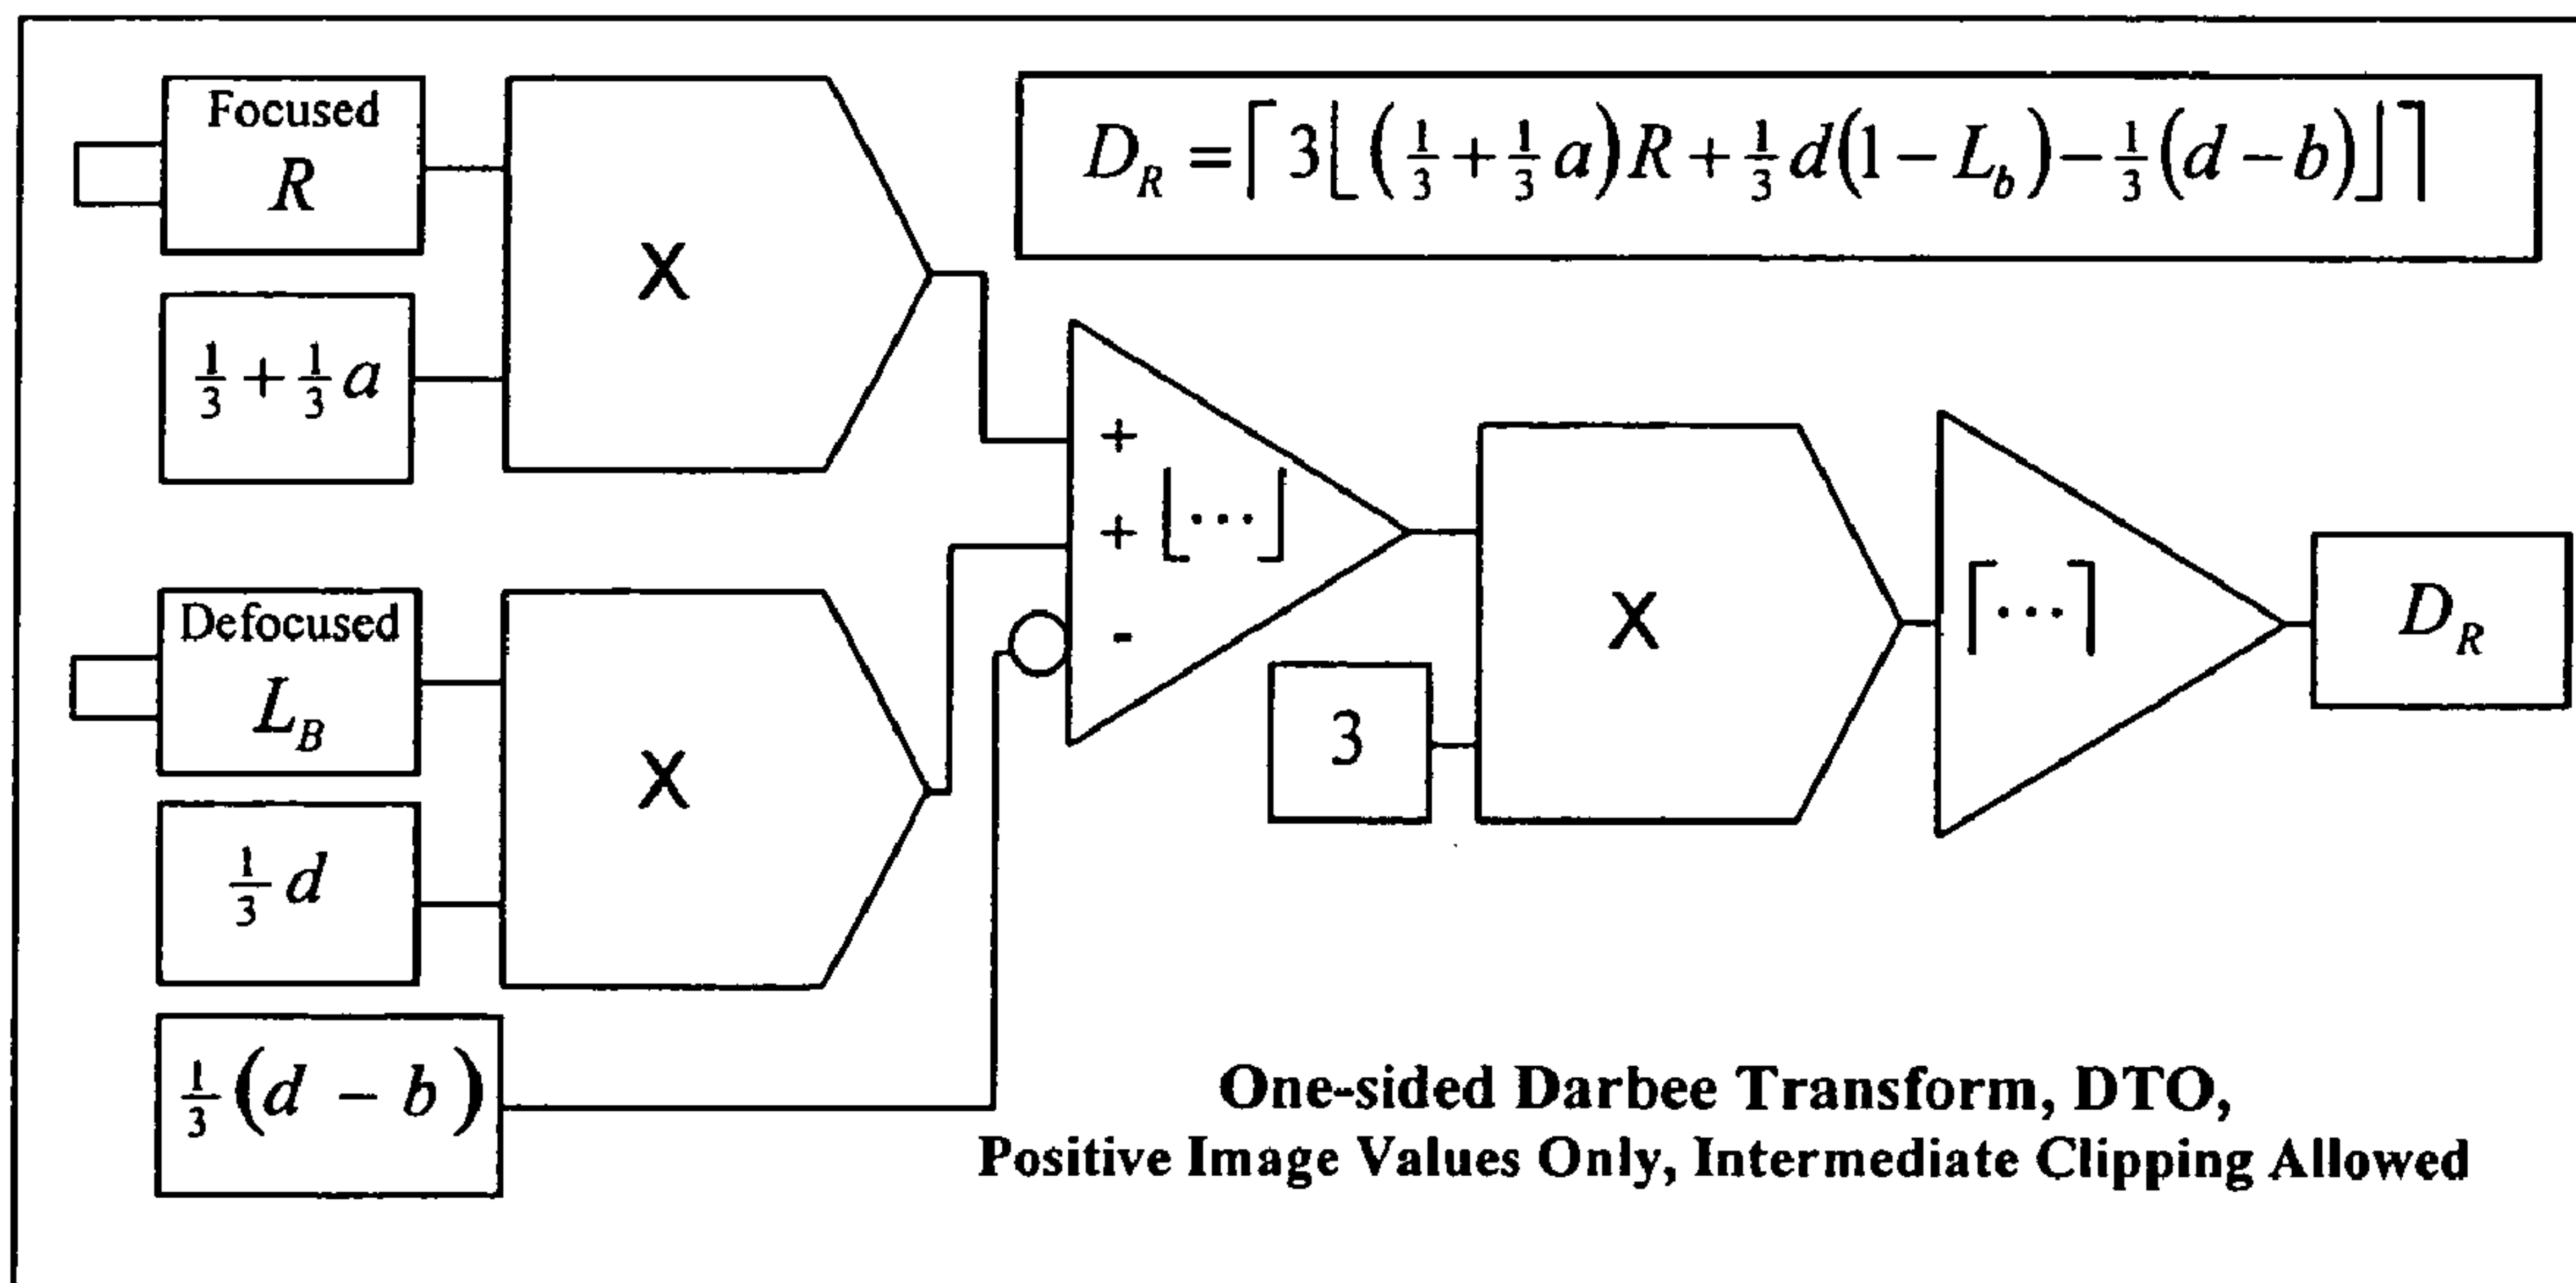 Focused
R
D_R = ⌈3⌊(1/3 + 1/3 a)R + 1/3 d(1 − L_b) − 1/3 (d − b)⌋⌉
X
1/3 + 1/3 a
+
+ ⌊⋯⌋
-
Defocused
L_B
X
1/3 d
1/3 (d − b)
X
3
⌈⋯⌉
D_R
One-sided Darbee Transform, DTO,
Positive Image Values Only, Intermediate Clipping Allowed